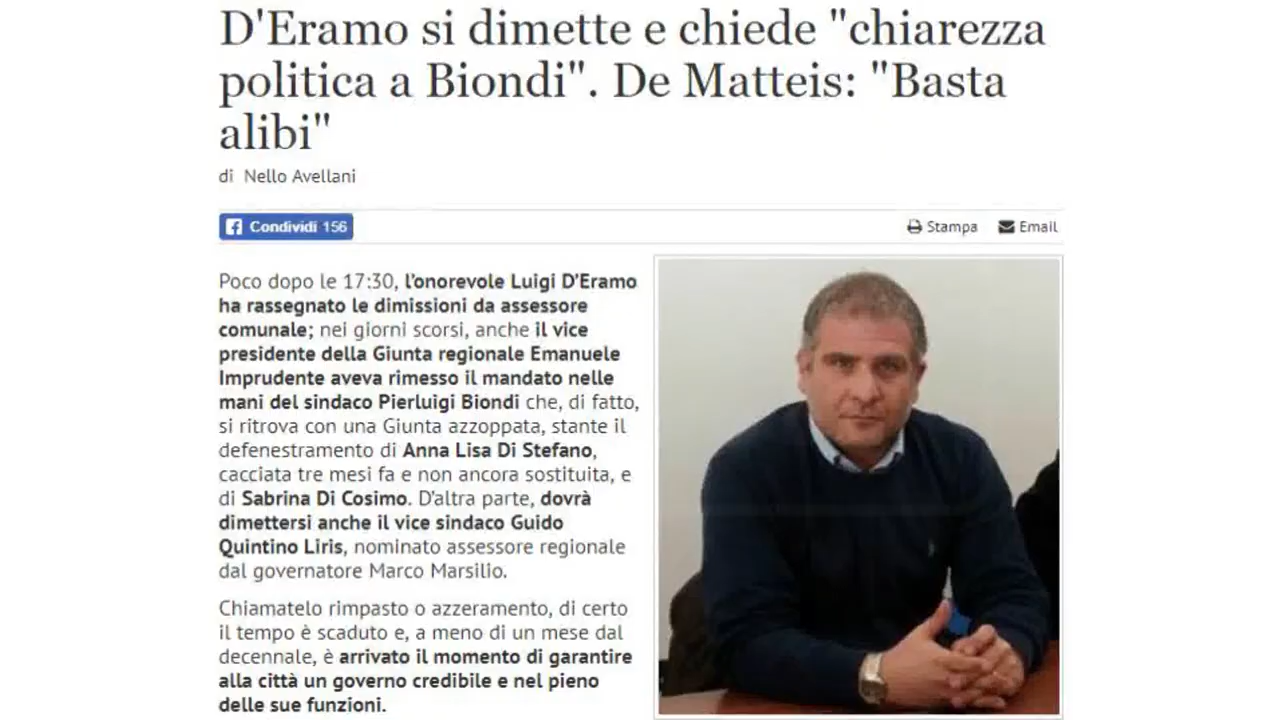 D'Eramo si dimette e chiede "chiarezza
politica a Biondi". De Matteis: "Basta
alibi"
di Nello Avellani
Condividi 156
Stampa
Email
Poco dopo le 17:30, l'onorevole Luigi D'Eramo
ha rassegnato le dimissioni da assessore
comunale; nei giorni scorsi, anche il vice
presidente della Giunta regionale Emanuele
Imprudente aveva rimesso il mandato nelle
mani del sindaco Pierluigi Biondi che, di fatto,
si ritrova con una Giunta azzoppata, stante il
defenestramento di Anna Lisa Di Stefano,
cacciata tre mesi fa e non ancora sostituita, e
di Sabrina Di Cosimo. D'altra parte, dovrà
dimettersi anche il vice sindaco Guido
Quintino Liris, nominato assessore regionale
dal governatore Marco Marsilio.
Chiamatelo rimpasto o azzeramento, di certo
il tempo è scaduto e, a meno di un mese dal
decennale, è arrivato il momento di garantire
alla città un governo credibile e nel pieno
delle sue funzioni.